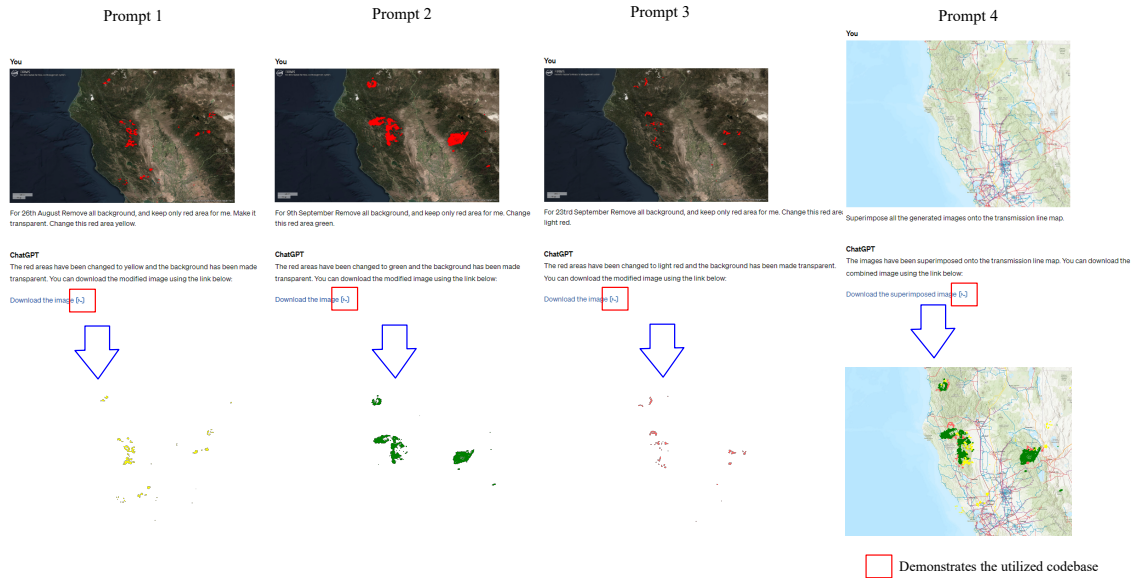 Prompt 1
Prompt 2
Prompt 3
Prompt 4
You
For 26th August Remove all background, and keep only red area for me. Make it
transparent. Change this red area yellow.
ChatGPT
The red areas have been changed to yellow and the background has been made
transparent. You can download the modified image using the link below:
Download the image [>-]
You
For 9th September Remove all background, and keep only red area for me. Change
this red area green.
ChatGPT
The red areas have been changed to green and the background has been made
transparent. You can download the modified image using the link below:
Download the image [>-]
You
For 23rd September Remove all background, and keep only red area for me. Change this red area
light red.
ChatGPT
The red areas have been changed to light red and the background has been made transparent.
You can download the modified image using the link below:
Download the image [>-]
You
Superimpose all the generated images onto the transmission line map.
ChatGPT
The images have been superimposed onto the transmission line map. You can download the
combined image using the link below:
Download the superimposed image [>-]
Demonstrates the utilized codebase